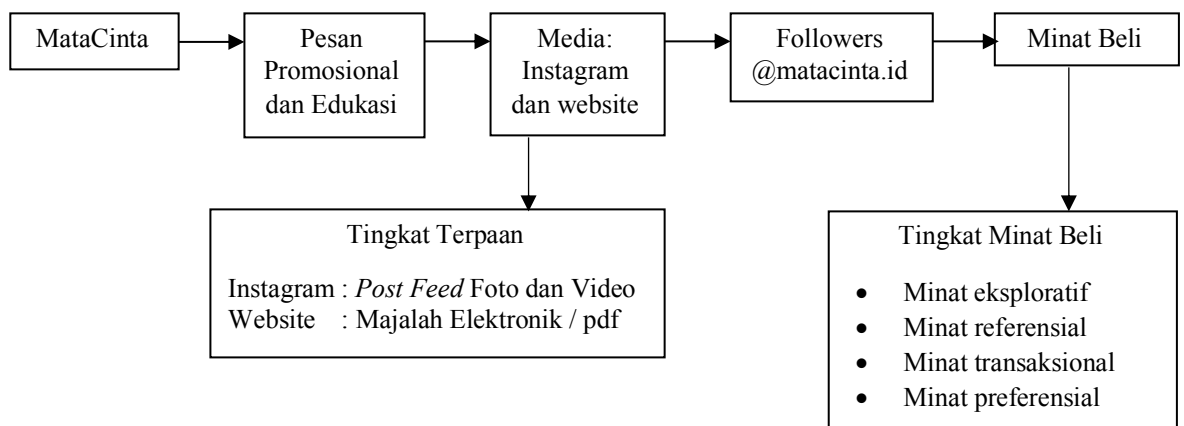 MataCinta
Pesan
Promosional
dan Edukasi
Media:
Instagram
dan website
Followers
@matacinta.id
Minat Beli
Tingkat Terpaan
Instagram : Post Feed Foto dan Video
Website : Majalah Elektronik / pdf
Tingkat Minat Beli
• Minat eksploratif
• Minat referensial
• Minat transaksional
• Minat preferensial